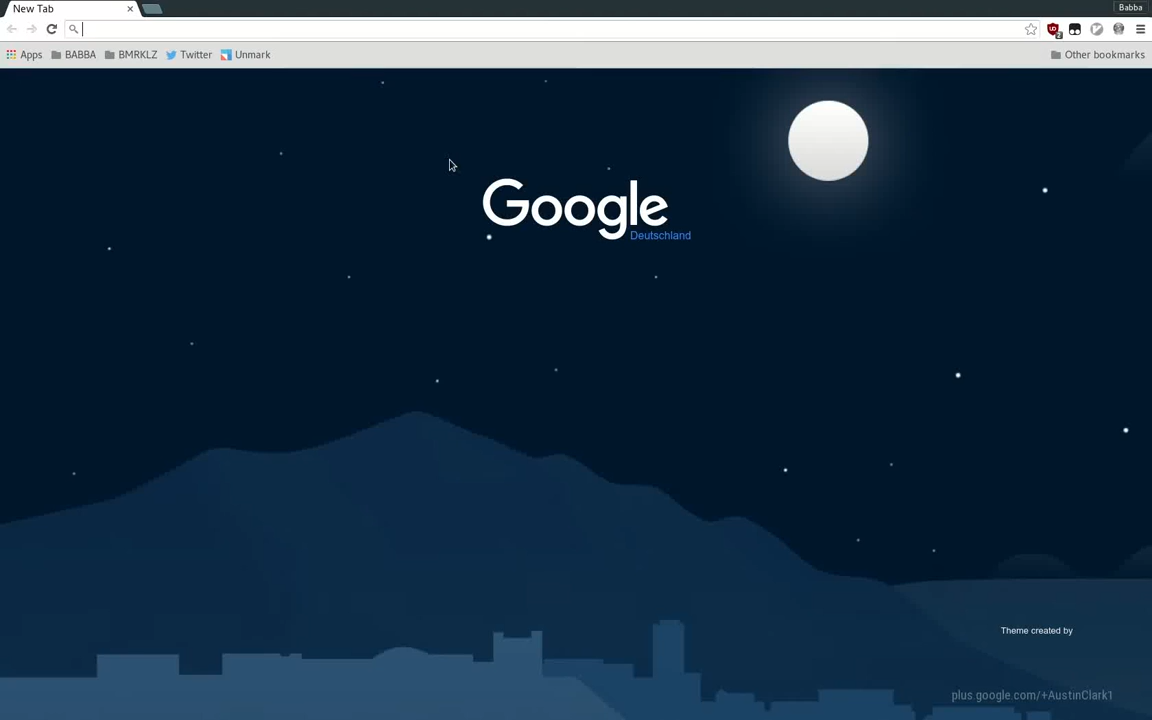 New Tab
Babba
Apps BABBA BMRKLZ Twitter Unmark Other bookmarks
Google
Deutschland
Theme created by
plus.google.com/+AustinClark1